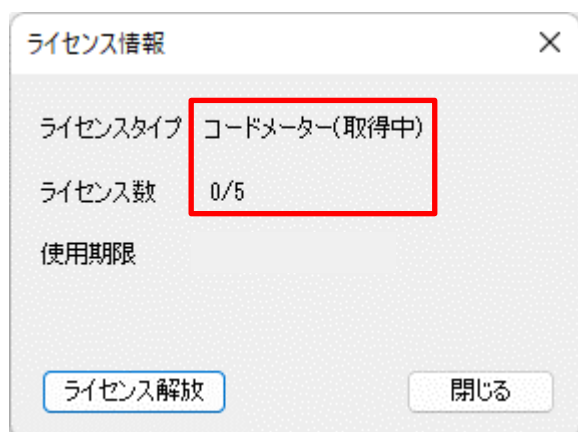 ライセンス情報
ライセンスタイプ コードメーター(取得中)
ライセンス数 0/5
使用期限
ライセンス解放 閉じる